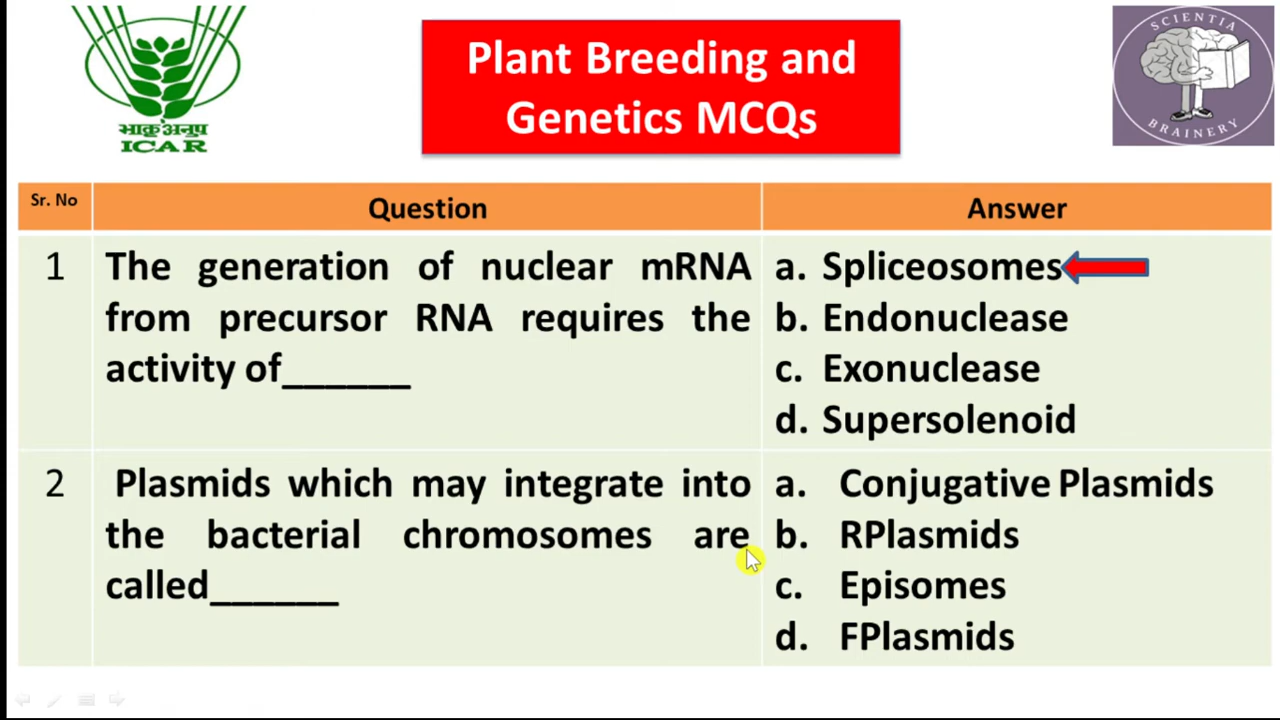 भाकृअनुप
ICAR
Plant Breeding and
Genetics MCQs
SCIENTIA
BRAINERY
Sr. No
Question
Answer
1
The generation of nuclear mRNA
from precursor RNA requires the
activity of______
a. Spliceosomes
b. Endonuclease
c. Exonuclease
d. Supersolenoid
2
Plasmids which may integrate into
the bacterial chromosomes are
called______
a. Conjugative Plasmids
b. RPlasmids
c. Episomes
d. FPlasmids